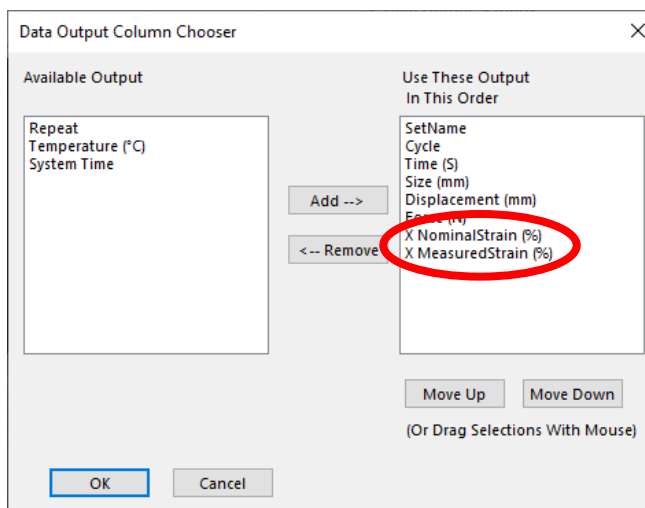 Data Output Column Chooser
Available Output
Use These Output
In This Order
Repeat
Temperature (°C)
System Time
SetName
Cycle
Time (S)
Size (mm)
Displacement (mm)
Force (N)
X NominalStrain (%)
X MeasuredStrain (%)
Add -->
<-- Remove
Move Up
Move Down
(Or Drag Selections With Mouse)
OK
Cancel